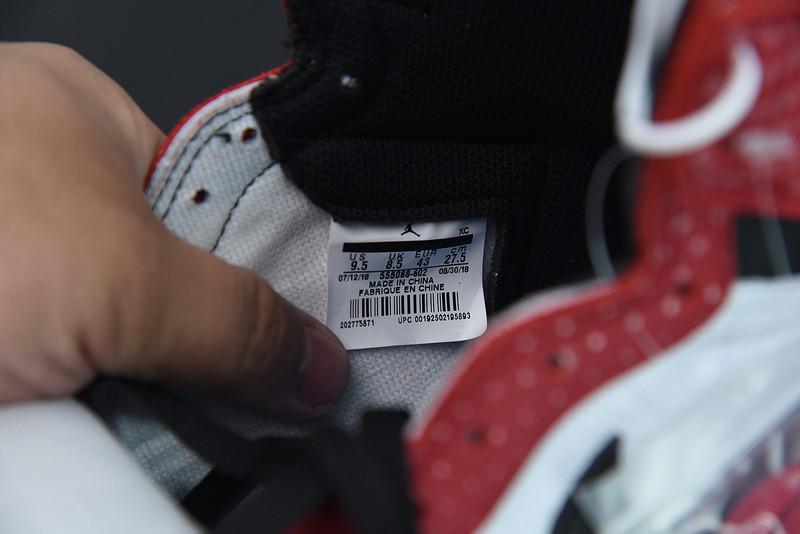 XC
US UK EUR cm
9.5 8.5 43 27.5
07/12/18 555088-602 08/30/18
MADE IN CHINA
FABRIQUE EN CHINE
202775871 UPC 00192502195893